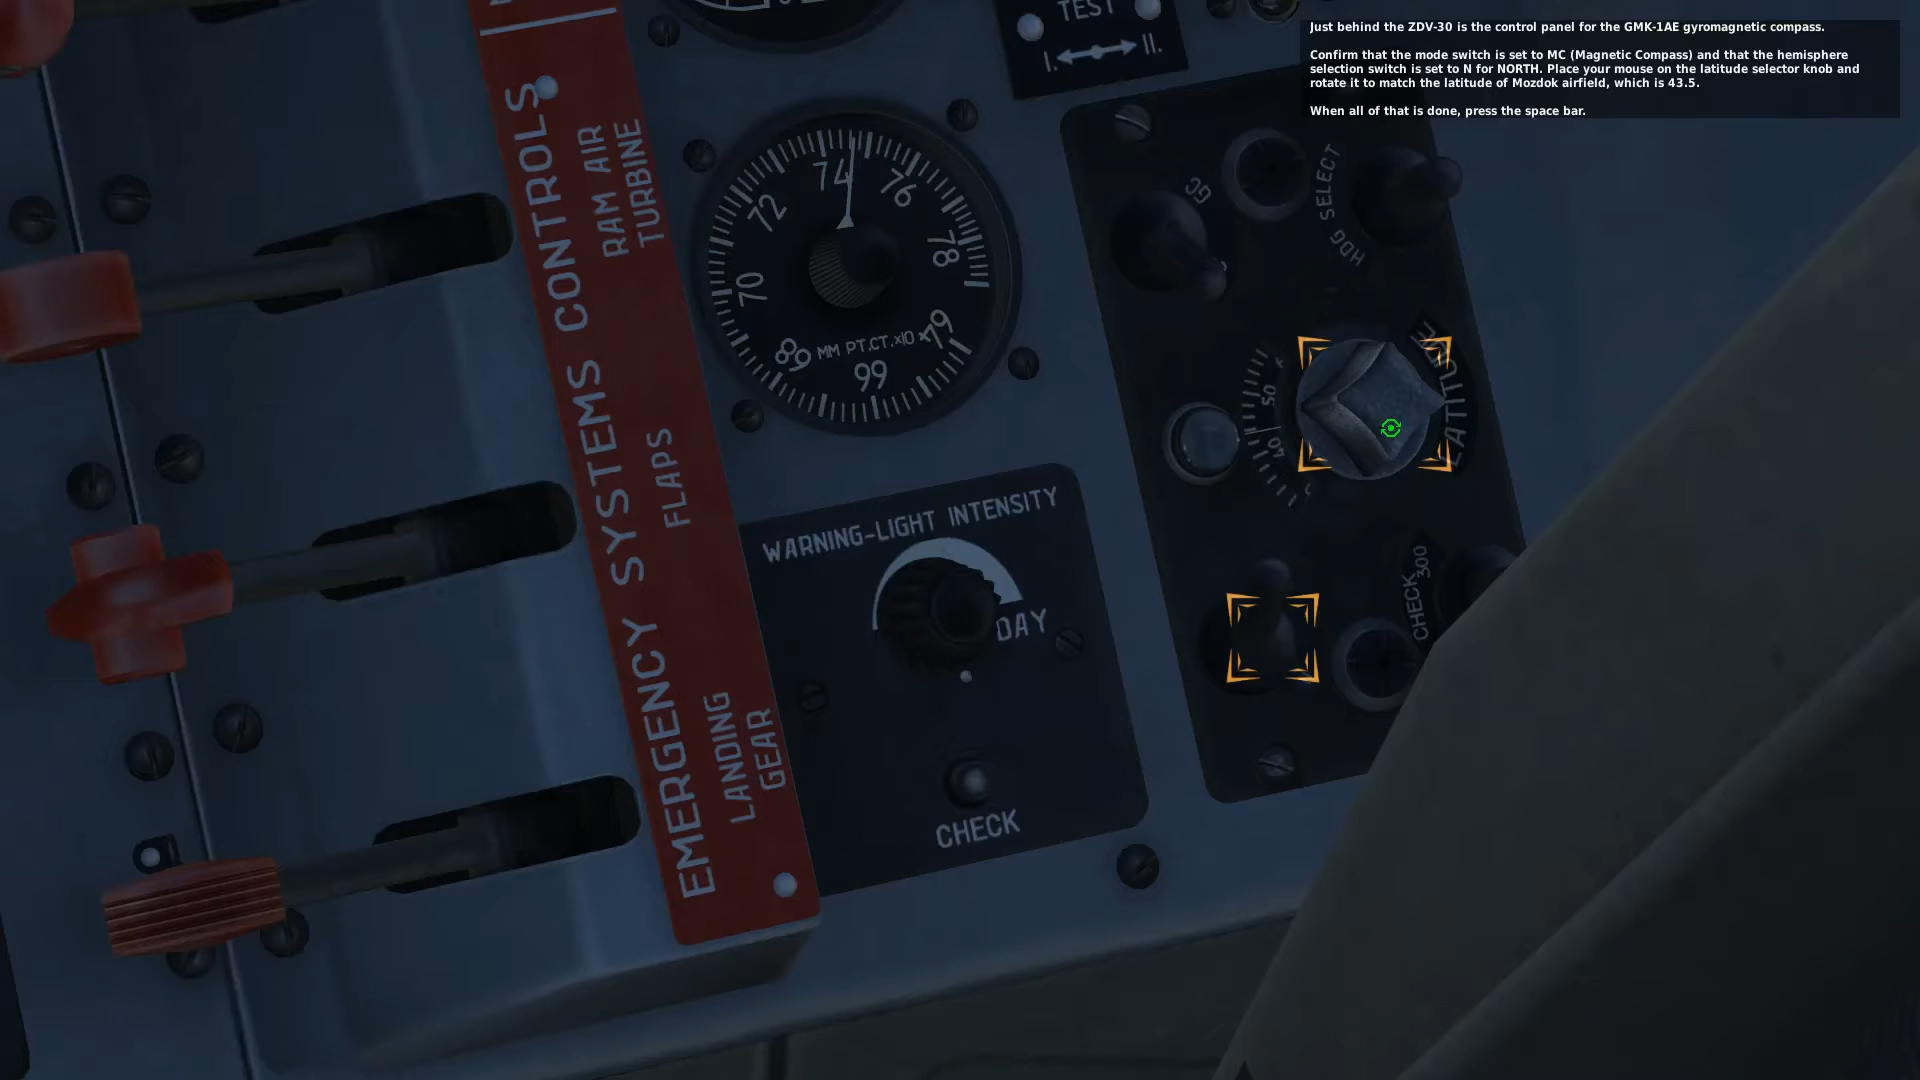 Just behind the ZDV-30 is the control panel for the GMK-1AE gyromagnetic compass.
Confirm that the mode switch is set to MC (Magnetic Compass) and that the hemisphere
selection switch is set to N for NORTH. Place your mouse on the latitude selector knob and
rotate it to match the latitude of Mozdok airfield, which is 43.5.
When all of that is done, press the space bar.
TEST
I. II.
EMERGENCY SYSTEMS CONTROLS
RAM AIR
TURBINE
FLAPS
LANDING
GEAR
74
76
72
78
70
79
MM PT.CT.x10
68
66
GC
HDG SELECT
LATITUDE
50
40
WARNING-LIGHT INTENSITY
DAY
CHECK
CHECK
300